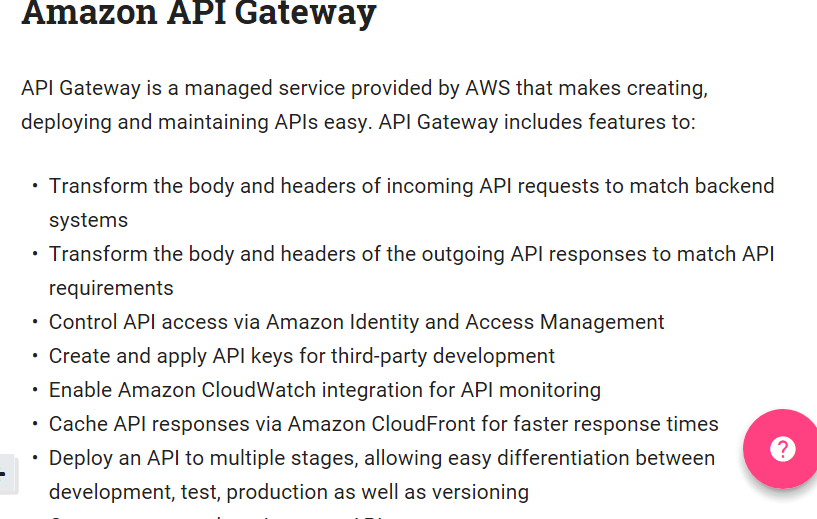 Amazon API Gateway
API Gateway is a managed service provided by AWS that makes creating,
deploying and maintaining APIs easy. API Gateway includes features to:
• Transform the body and headers of incoming API requests to match backend
systems
• Transform the body and headers of the outgoing API responses to match API
requirements
• Control API access via Amazon Identity and Access Management
• Create and apply API keys for third-party development
• Enable Amazon CloudWatch integration for API monitoring
• Cache API responses via Amazon CloudFront for faster response times
• Deploy an API to multiple stages, allowing easy differentiation between
development, test, production as well as versioning
?